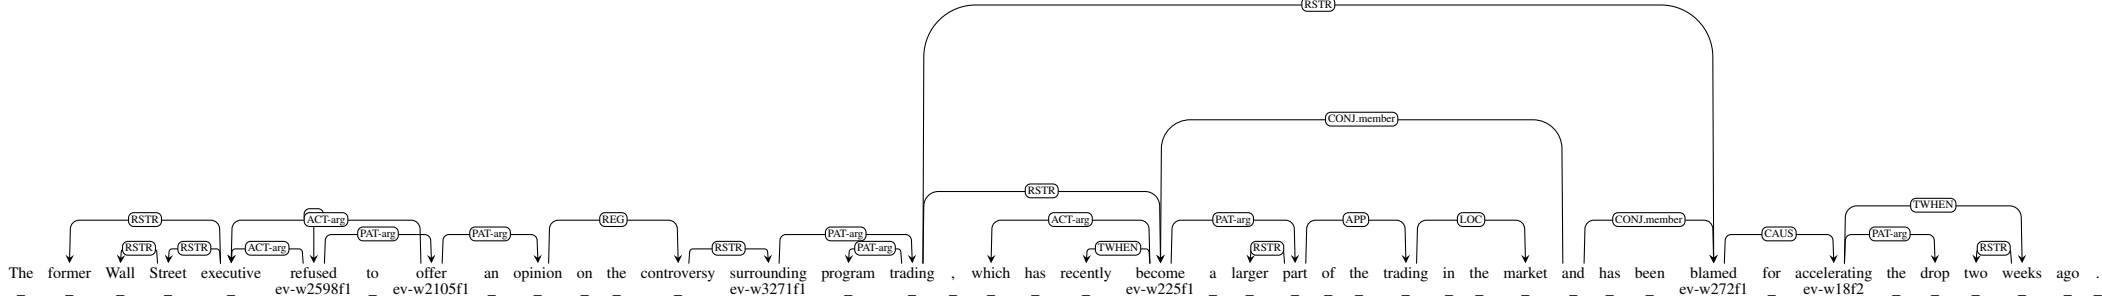 RSTR
CONJ.member
RSTR
RSTR ACT-arg REG ACT-arg PAT-arg APP LOC CONJ.member TWHEN
PAT-arg PAT-arg PAT-arg CAUS PAT-arg
RSTR RSTR ACT-arg RSTR PAT-arg TWHEN RSTR RSTR
The former Wall Street executive refused to offer an opinion on the controversy surrounding program trading , which has recently become a larger part of the trading in the market and has been blamed for accelerating the drop two weeks ago .
_ _ _ _ _ ev-w2598f1 _ ev-w2105f1 _ _ _ _ _ ev-w3271f1 _ _ _ _ _ _ ev-w225f1 _ _ _ _ _ _ _ _ _ _ _ _ ev-w272f1 _ ev-w18f2 _ _ _ _ _ _